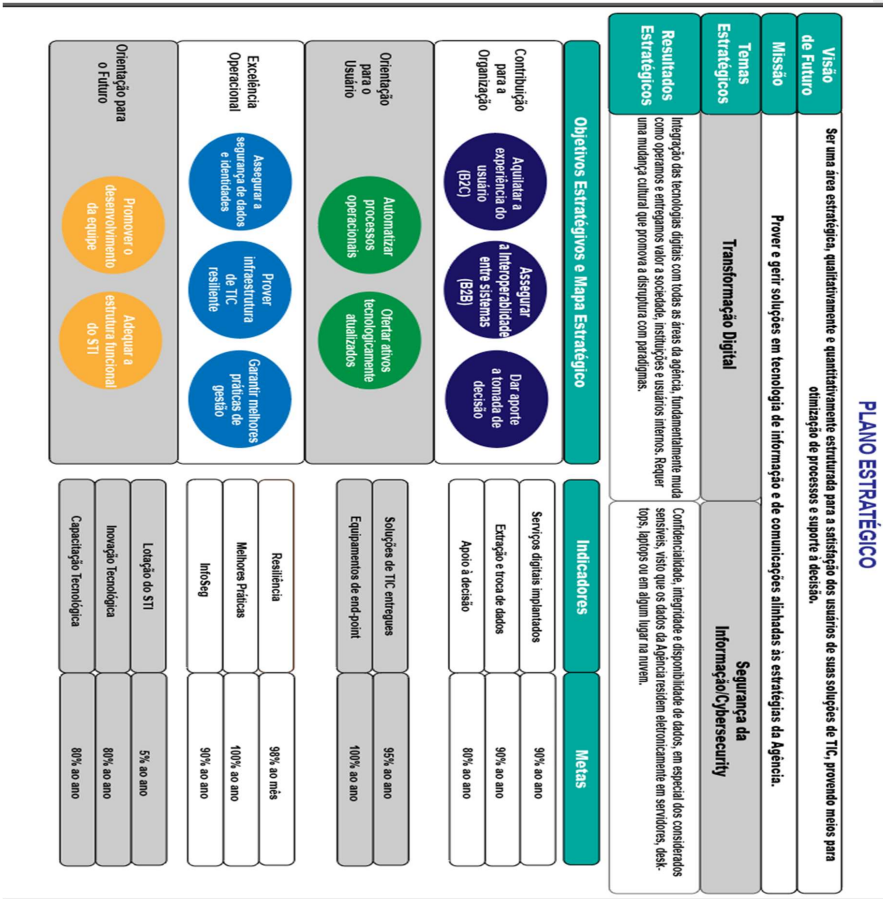 PLANO ESTRATÉGICO
Visão
de Futuro
Ser uma área estratégica, qualitativamente e quantitativamente estruturada para a satisfação dos usuários de suas soluções de TIC, provendo meios para
otimização de processos e suporte à decisão.
Missão
Prover e gerir soluções em tecnologia de informação e de comunicações alinhadas às estratégias da Agência.
Temas
Estratégicos
Transformação Digital
Segurança da
Informação/Cybersecurity
Resultados
Estratégicos
Integração das tecnologias digitais com todas as áreas da agência, fundamentalmente muda
como operamos e entregamos valor a sociedade, instituições e usuários internos. Requer
uma mudança cultural que promova a disruptura com paradigmas.
Confidencialidade, integridade e disponibilidade de dados, em especial dos considerados
sensíveis, visto que os dados da Agência residem eletronicamente em servidores, desk-
tops, laptops ou em algum lugar na nuvem.
Objetivos Estratégivos e Mapa Estratégico
Indicadores
Metas
Contribuição
para a
Organização
Aquilatar a
experiência do
usuário
(B2C)
Assegurar
a Interoperabilidade
entre sistemas
(B2B)
Dar aporte
a tomada de
decisão
Serviços digitais implantados
90% ao ano
Extração e troca de dados
90% ao ano
Apoio à decisão
80% ao ano
Orientação
para o
Usuário
Automatizar
processos
operacionais
Ofertar ativos
tecnologicamente
atualizados
Soluções de TIC entregues
95% ao ano
Equipamentos de end-point
100% ao ano
Excelência
Operacional
Assegurar a
segurança de dados
e identidades
Prover
infraestrutura
de TIC
resiliente
Garantir melhores
práticas de
gestão
Resiliência
98% ao mês
Melhores Práticas
100% ao ano
InfoSeg
90% ao ano
Orientação para
o Futuro
Promover o
desenvolvimento
da equipe
Adequar a
estrutura funcional
do STI
Lotação do STI
5% ao ano
Inovação Tecnológica
80% ao ano
Capacitação Tecnológica
80% ao ano